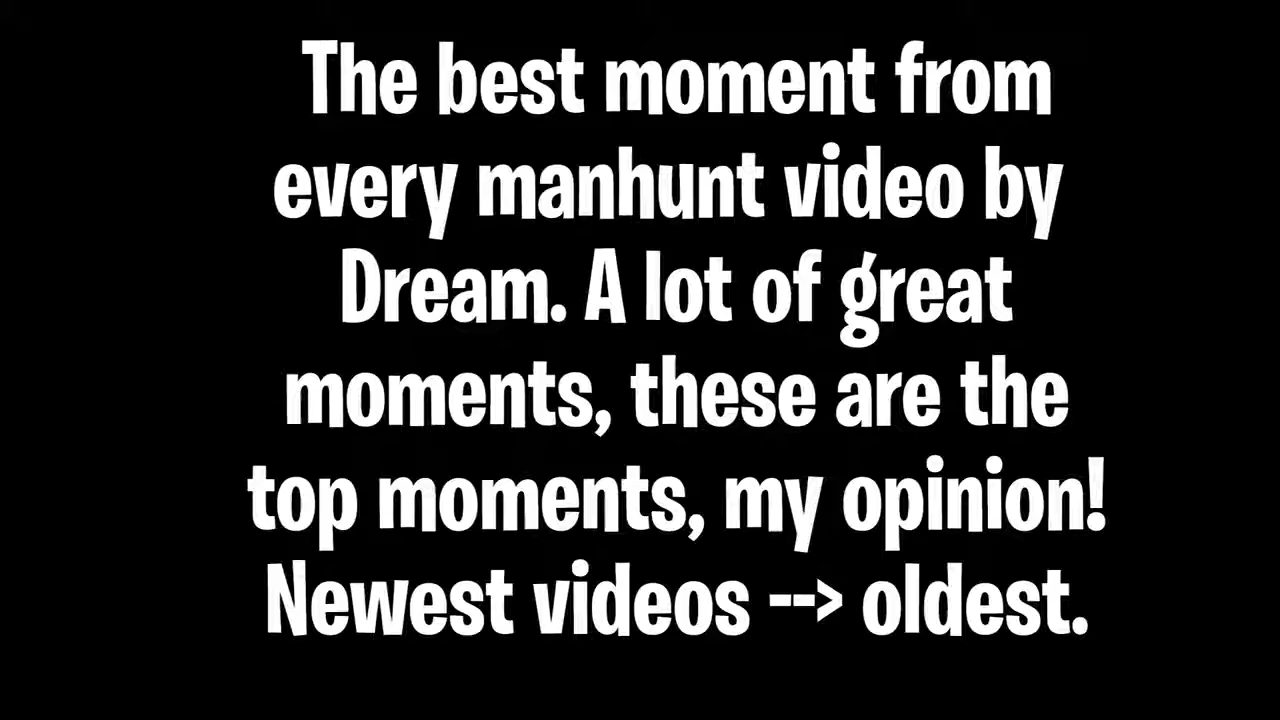 The best moment from
every manhunt video by
Dream. A lot of great
moments, these are the
top moments, my opinion!
Newest videos --> oldest.